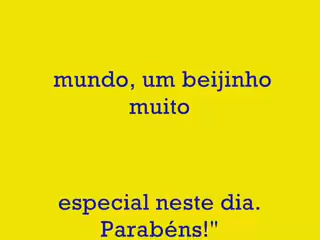 mundo, um beijinho
muito
especial neste dia.
Parabéns!"